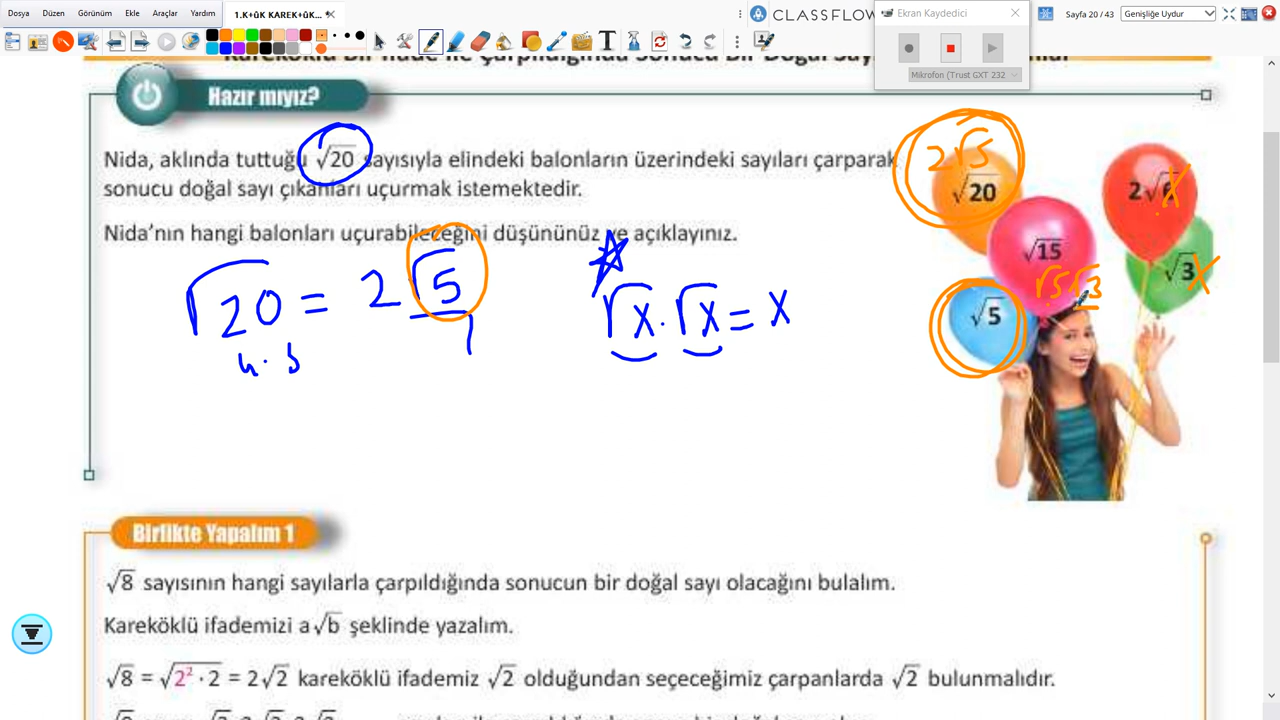 Dosya Düzen Görünüm Ekle Araçlar Yardım
1.K+ûK KAREK+ûK...
CLASSFLOW
Ekran Kaydedici
Mikrofon (Trust GXT 232
Sayfa 20 / 43
Genişliğe Uydur
Hazır mıyız?
Nida, aklında tuttuğu √20 sayısıyla elindeki balonların üzerindeki sayıları çarparak
sonucu doğal sayı çıkanları uçurmak istemektedir.
Nida'nın hangi balonları uçurabileceğini düşününüz ve açıklayınız.
√20 = 2√5
√x . √x = x
2√5
√20
2√6
√15
√3 x
√5 √3
√5
Birlikte Yapalım 1
√8 sayısının hangi sayılarla çarpıldığında sonucun bir doğal sayı olacağını bulalım.
Kareköklü ifademizi a√b şeklinde yazalım.
√8 = √2² · 2 = 2√2 kareköklü ifademiz √2 olduğundan seçeceğimiz çarpanlarda √2 bulunmalıdır.